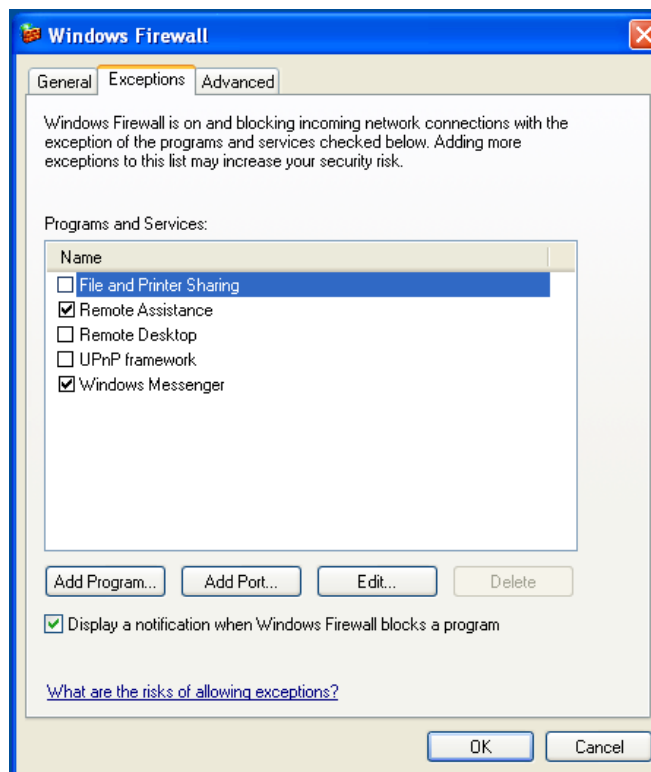 Windows Firewall
General Exceptions Advanced
Windows Firewall is on and blocking incoming network connections with the
exception of the programs and services checked below. Adding more
exceptions to this list may increase your security risk.
Programs and Services:
Name
File and Printer Sharing
Remote Assistance
Remote Desktop
UPnP framework
Windows Messenger
Add Program... Add Port... Edit... Delete
Display a notification when Windows Firewall blocks a program
What are the risks of allowing exceptions?
OK Cancel